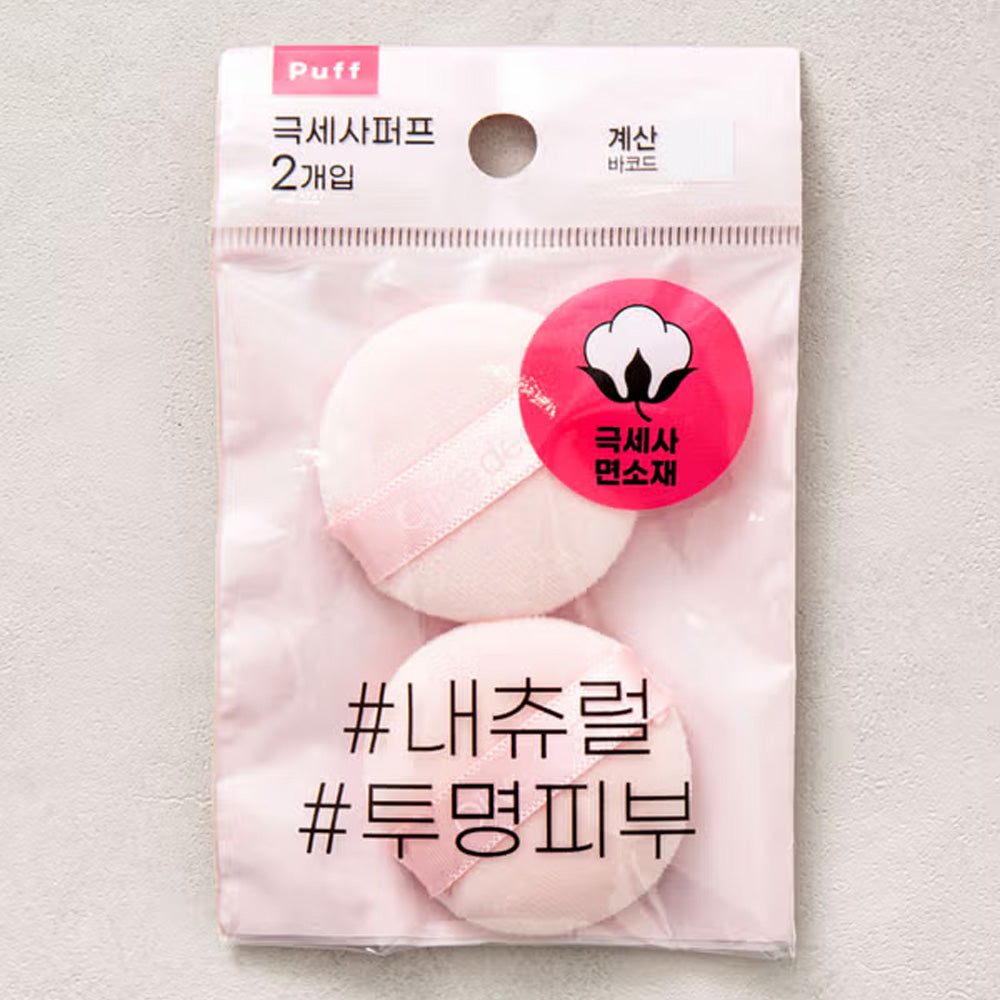 Puff
극세사퍼프
2개입
계산
바코드
극세사
면소재
#내츄럴
#투명피부